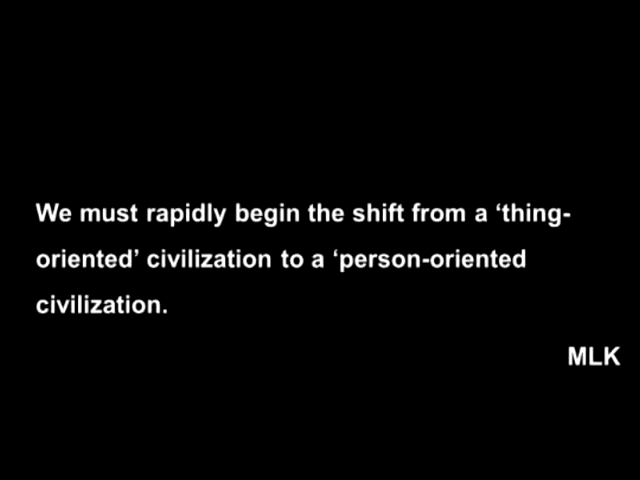 We must rapidly begin the shift from a ‘thing-
oriented’ civilization to a ‘person-oriented
civilization.
MLK